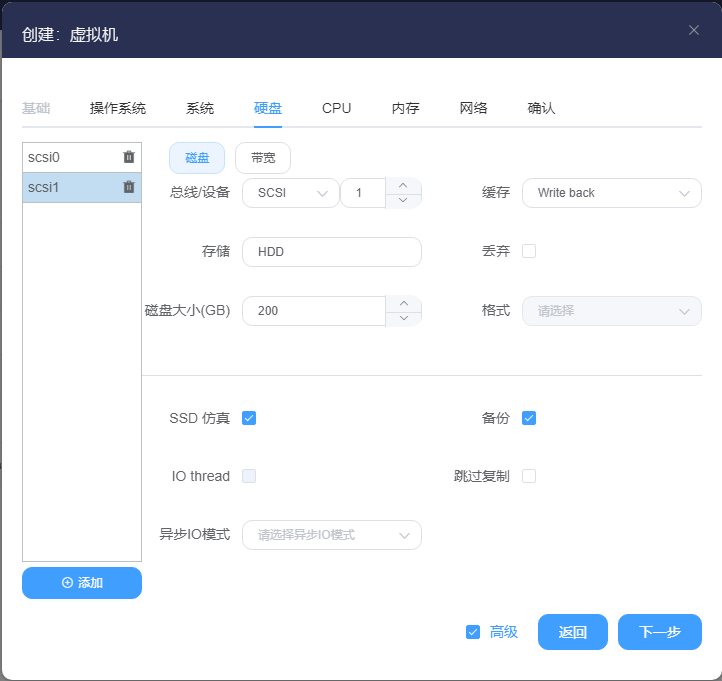 创建：虚拟机
基础 操作系统 系统 硬盘 CPU 内存 网络 确认
scsi0
scsi1
磁盘 带宽
总线/设备 SCSI 1 缓存 Write back
存储 HDD 丢弃
磁盘大小(GB) 200 格式 请选择
SSD 仿真 备份
IO thread 跳过复制
异步IO模式 请选择异步IO模式
添加
高级 返回 下一步